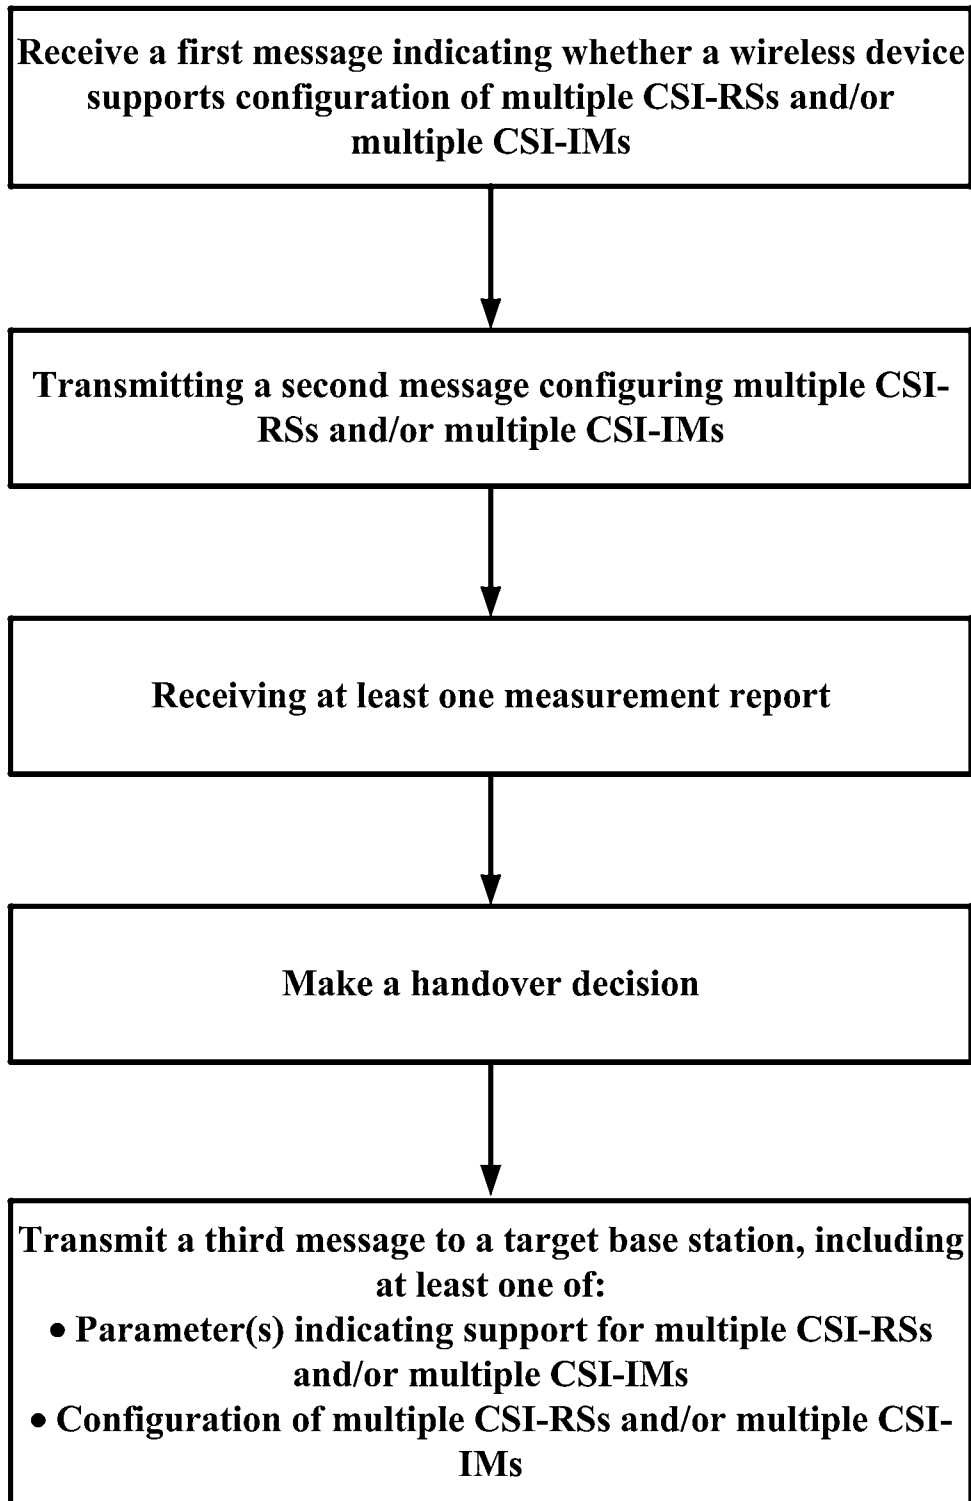 Receive a first message indicating whether a wireless device
supports configuration of multiple CSI-RSs and/or
multiple CSI-IMs
Transmitting a second message configuring multiple CSI-
RSs and/or multiple CSI-IMs
Receiving at least one measurement report
Make a handover decision
Transmit a third message to a target base station, including
at least one of:
• Parameter(s) indicating support for multiple CSI-RSs
and/or multiple CSI-IMs
• Configuration of multiple CSI-RSs and/or multiple CSI-
IMs